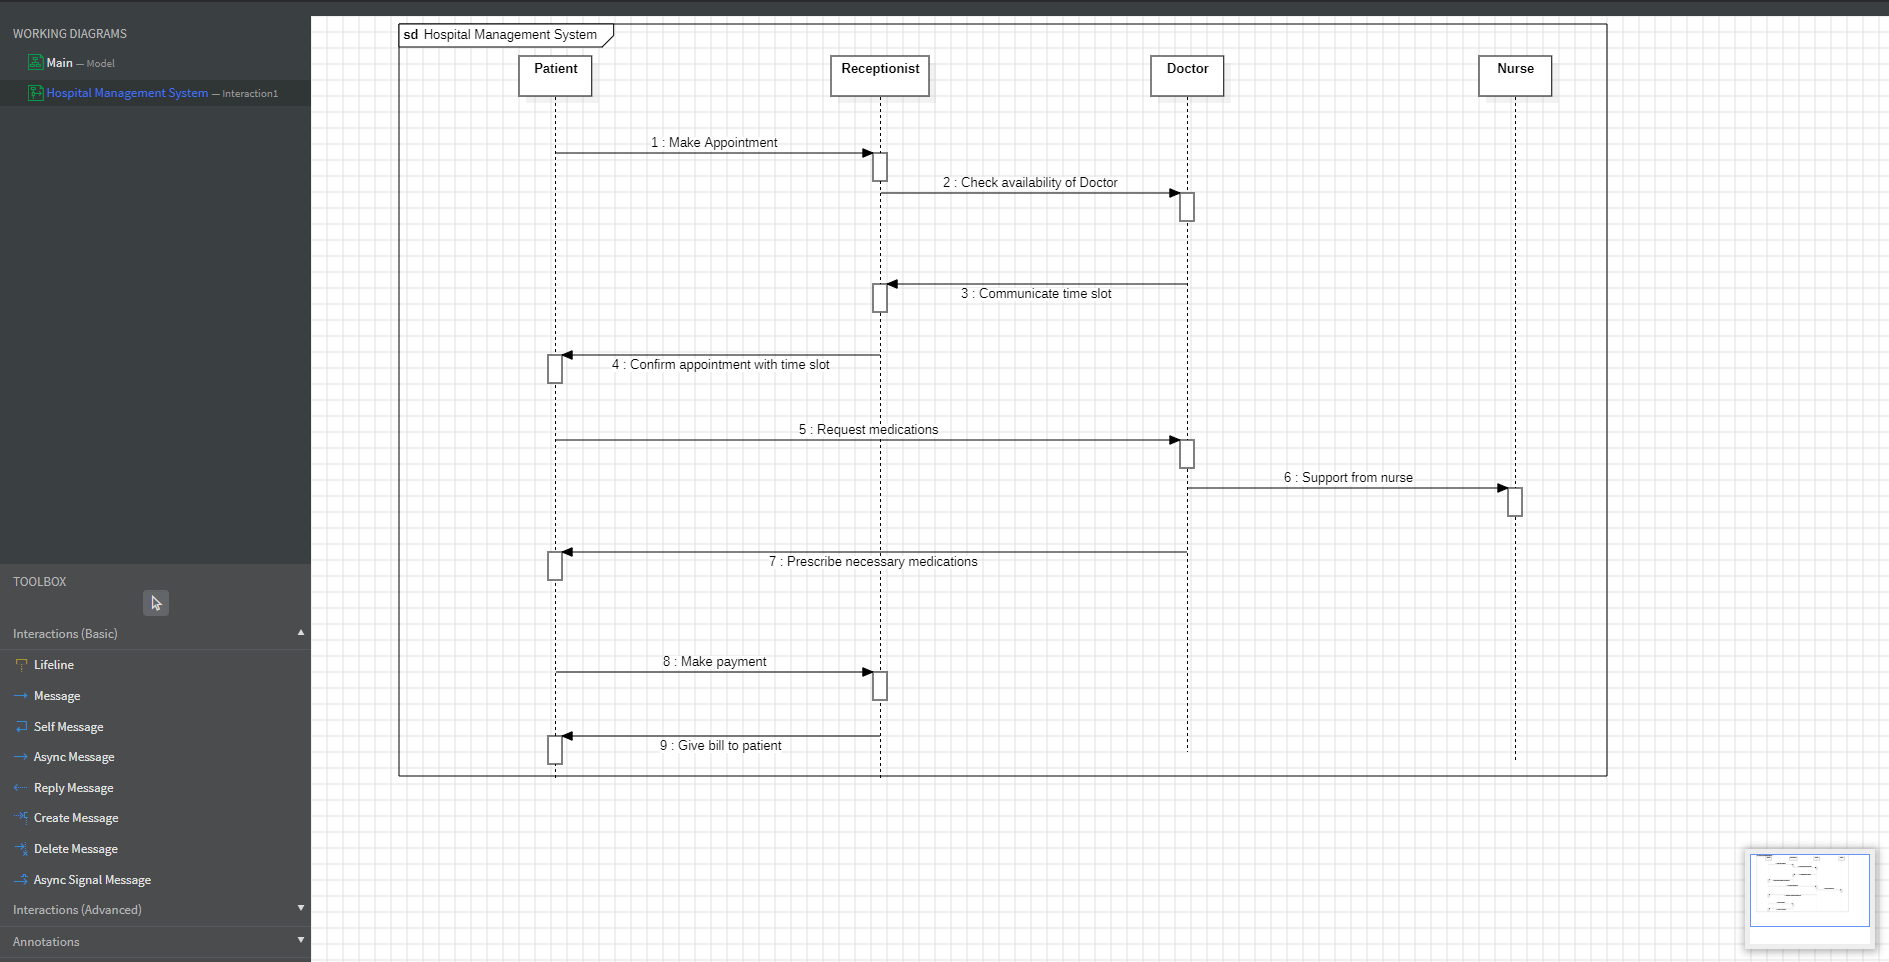 WORKING DIAGRAMS
Main — Model
Hospital Management System — Interaction1
TOOLBOX
Interactions (Basic)
Lifeline
Message
Self Message
Async Message
Reply Message
Create Message
Delete Message
Async Signal Message
Interactions (Advanced)
Annotations
sd Hospital Management System
Patient
Receptionist
Doctor
Nurse
1 : Make Appointment
2 : Check availability of Doctor
3 : Communicate time slot
4 : Confirm appointment with time slot
5 : Request medications
6 : Support from nurse
7 : Prescribe necessary medications
8 : Make payment
9 : Give bill to patient